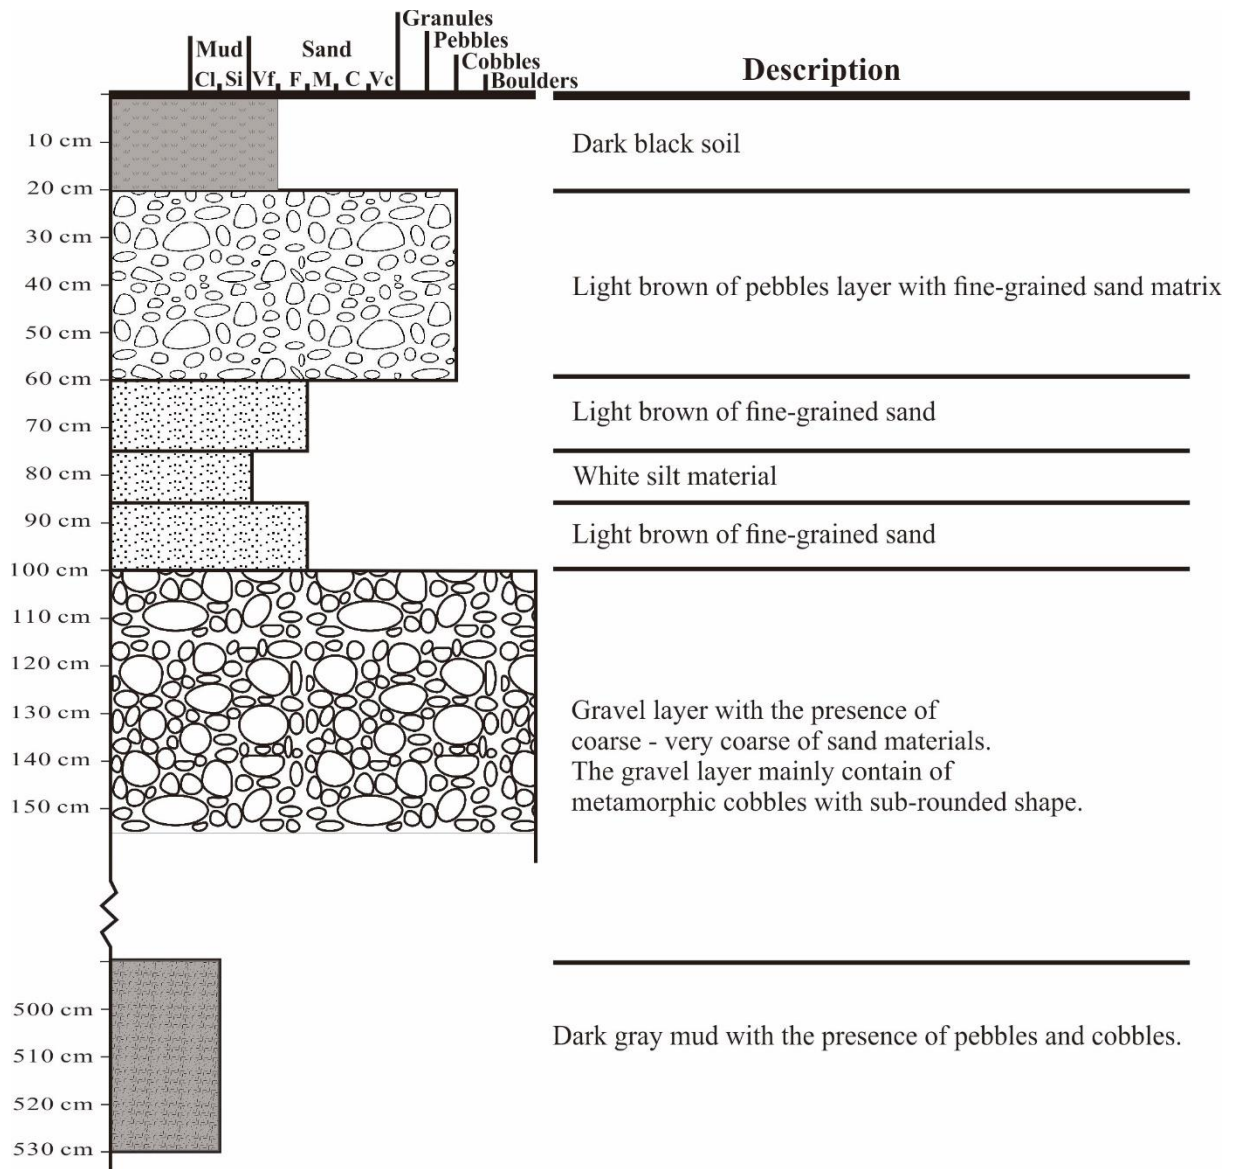 Granules
Pebbles
Cobbles
Boulders
Mud Sand
Cl Si Vf F M C Vc
Description
10 cm
Dark black soil
20 cm
30 cm
40 cm
Light brown of pebbles layer with fine-grained sand matrix
50 cm
60 cm
70 cm
Light brown of fine-grained sand
80 cm
White silt material
90 cm
Light brown of fine-grained sand
100 cm
110 cm
120 cm
130 cm
Gravel layer with the presence of
coarse - very coarse of sand materials.
140 cm
The gravel layer mainly contain of
metamorphic cobbles with sub-rounded shape.
150 cm
500 cm
Dark gray mud with the presence of pebbles and cobbles.
510 cm
520 cm
530 cm